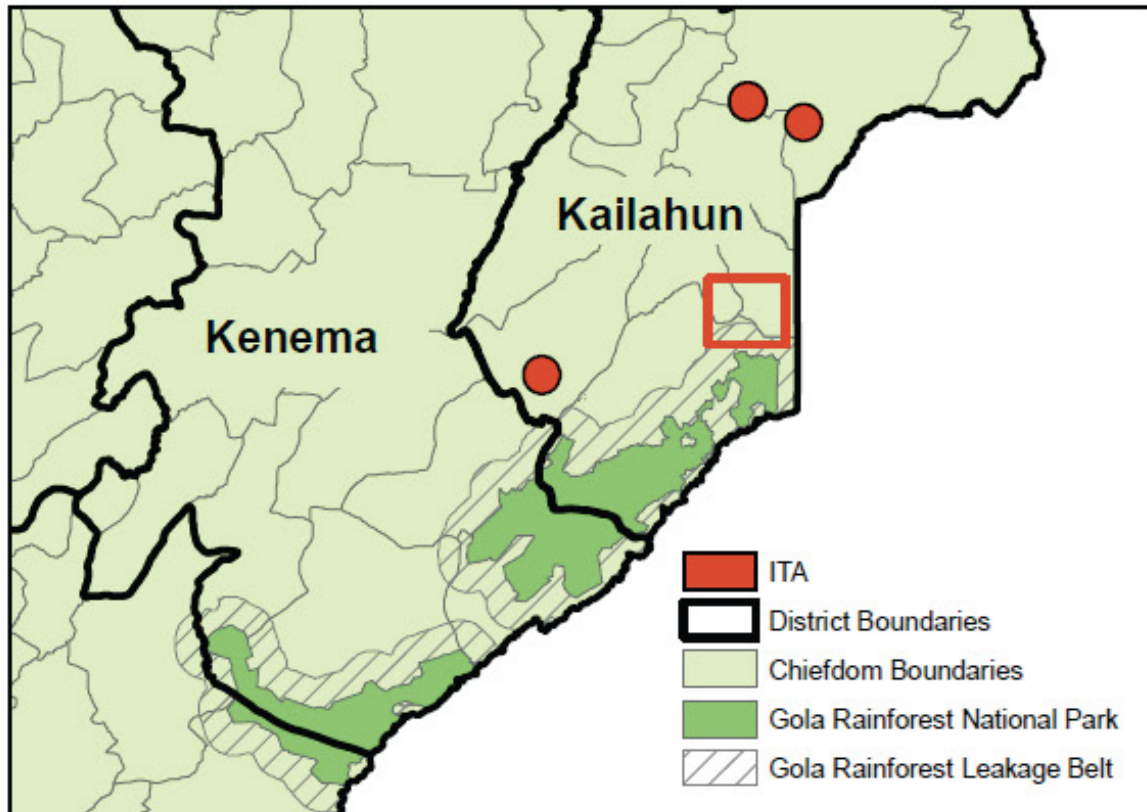 Kailahun
Kenema
ITA
District Boundaries
Chiefdom Boundaries
Gola Rainforest National Park
Gola Rainforest Leakage Belt